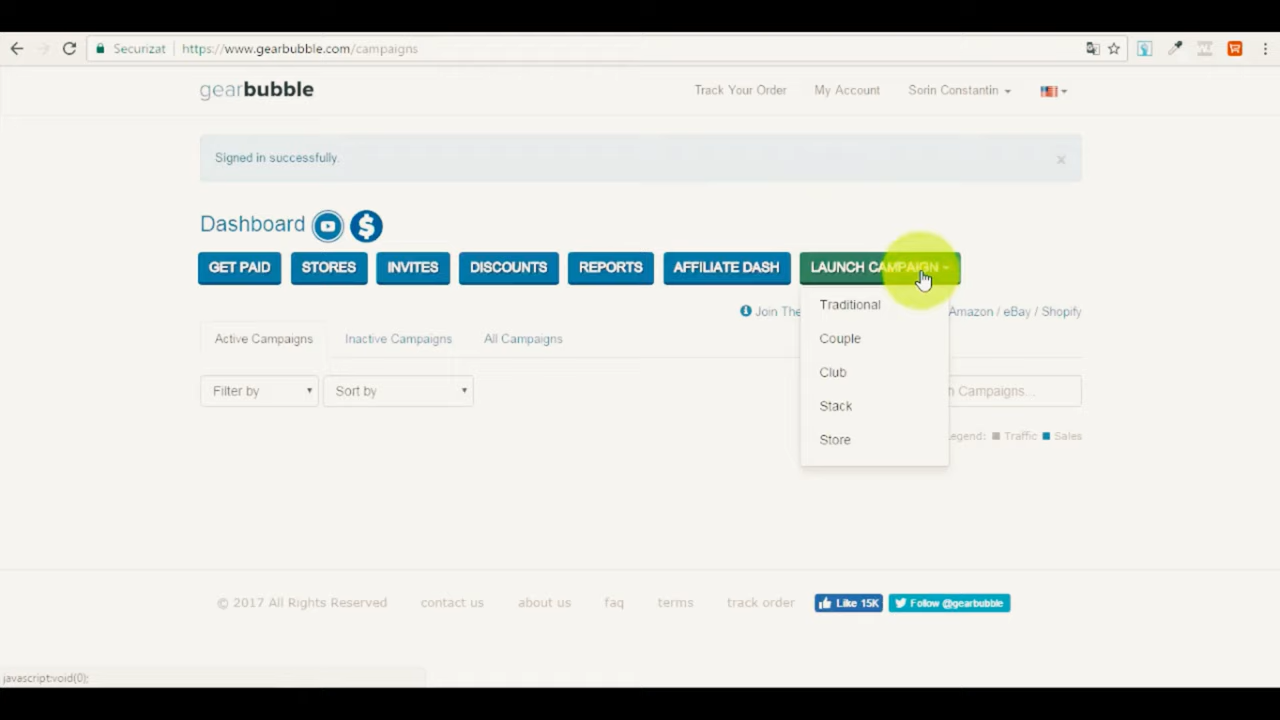 Securizat https://www.gearbubble.com/campaigns
gearbubble
Track Your Order My Account Sorin Constantin
Signed in successfully. ×
Dashboard
GET PAID STORES INVITES DISCOUNTS REPORTS AFFILIATE DASH LAUNCH CAMPAIGN
Traditional
Join The Amazon / eBay / Shopify
Active Campaigns Inactive Campaigns All Campaigns
Couple
Club
Filter by Sort by Campaigns...
Stack
Store
Traffic Sales
© 2017 All Rights Reserved contact us about us faq terms track order Like 15K Follow @gearbubble
javascript:void(0);